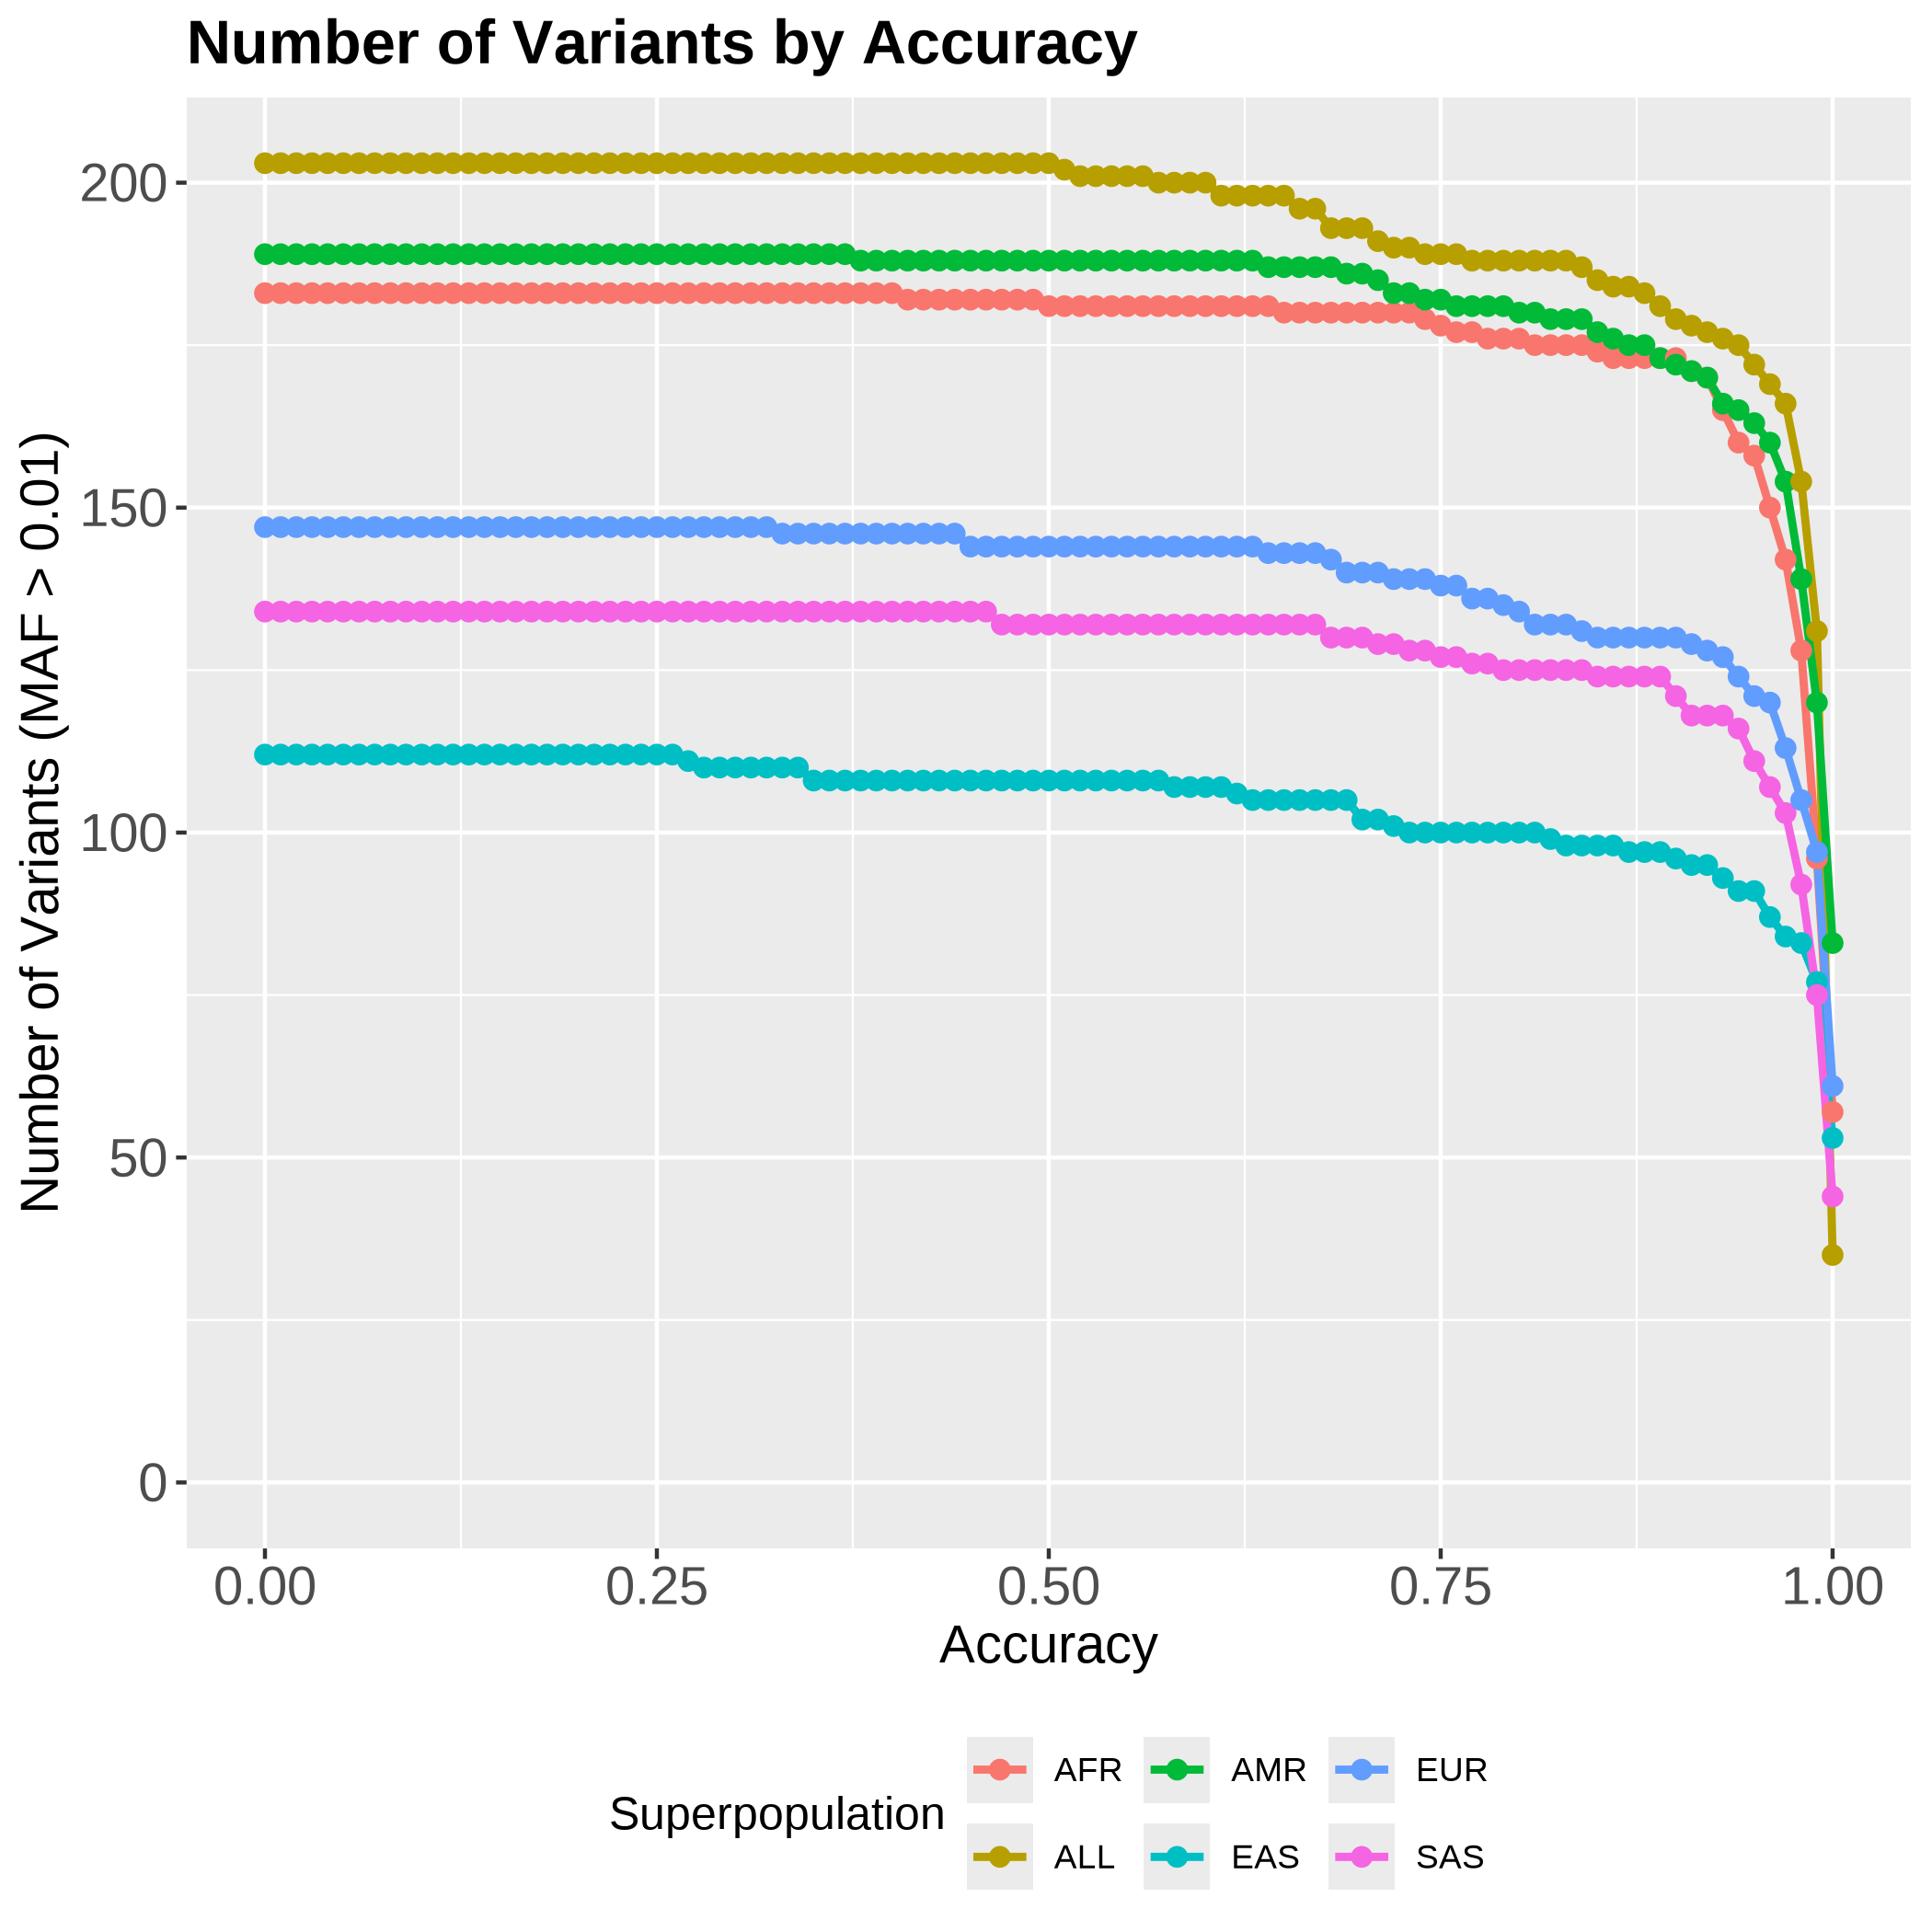 Number of Variants by Accuracy
Number of Variants (MAF > 0.01)
200
150
100
50
0
0.00 0.25 0.50 0.75 1.00
Accuracy
Superpopulation
AFR AMR EUR
ALL EAS SAS